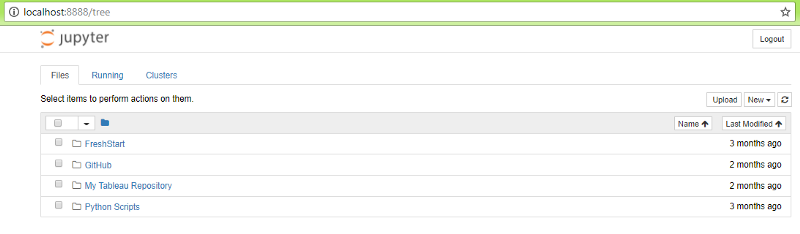 localhost:8888/tree
jupyter
Logout
Files Running Clusters
Select items to perform actions on them.
Upload New
Name Last Modified
FreshStart 3 months ago
GitHub 2 months ago
My Tableau Repository 2 months ago
Python Scripts 3 months ago